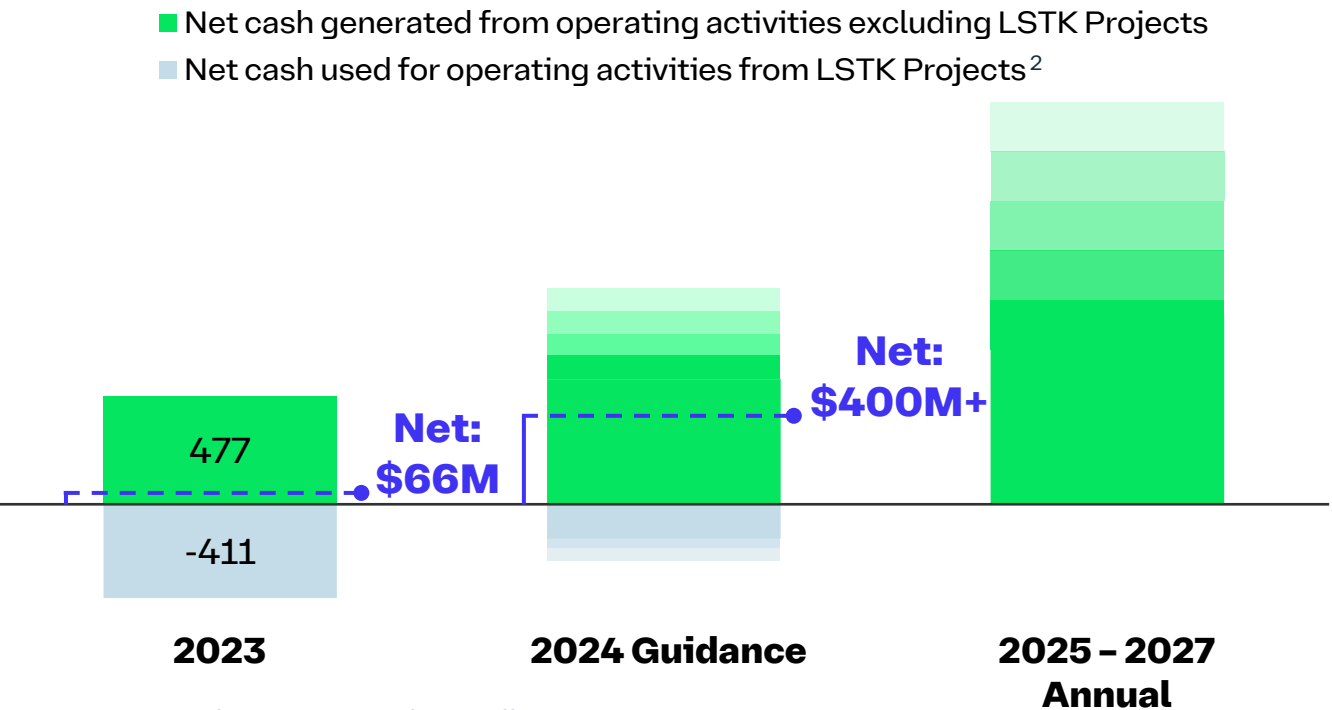 Net cash generated from operating activities excluding LSTK Projects
Net cash used for operating activities from LSTK Projects2
Net:
$400M+
Net:
$66M
477
-411
2023
2024 Guidance
2025 – 2027
Annual